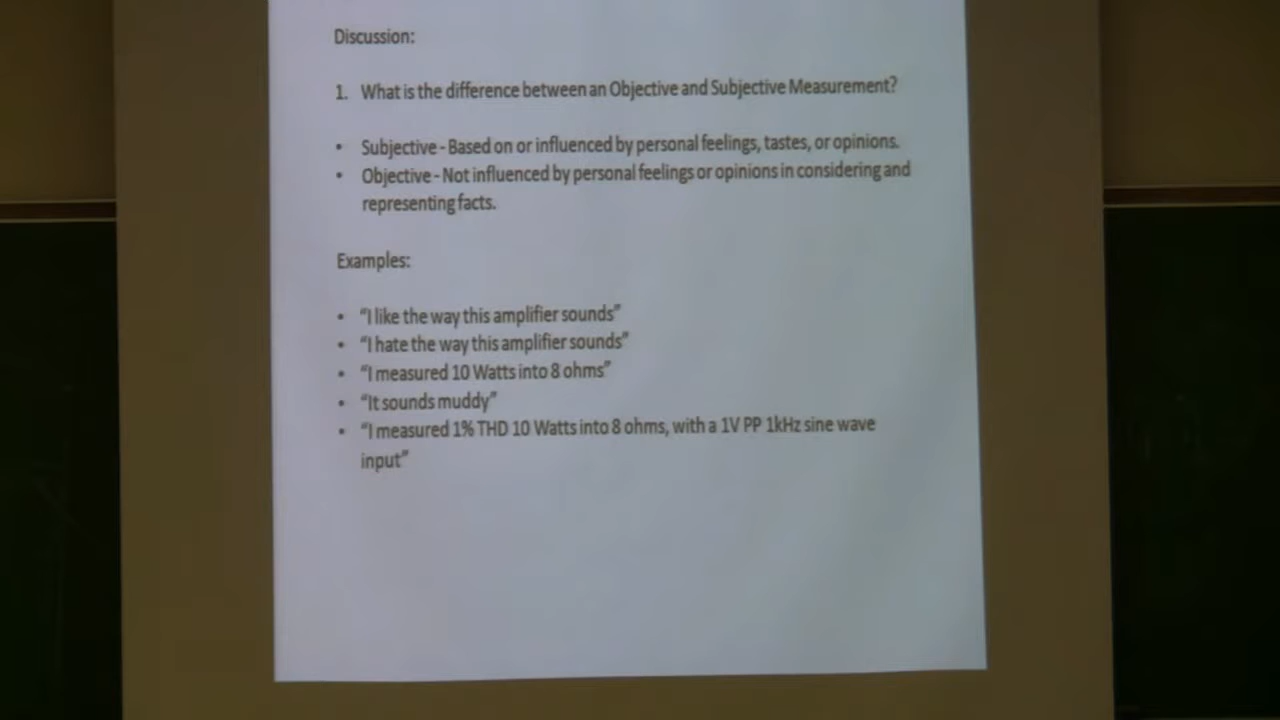 Discussion:
1. What is the difference between an Objective and Subjective Measurement?
• Subjective - Based on or influenced by personal feelings, tastes, or opinions.
• Objective - Not influenced by personal feelings or opinions in considering and
representing facts.
Examples:
• “I like the way this amplifier sounds”
• “I hate the way this amplifier sounds”
• “I measured 10 Watts into 8 ohms”
• “It sounds muddy”
• “I measured 1% THD 10 Watts into 8 ohms, with a 1V PP 1kHz sine wave
input”